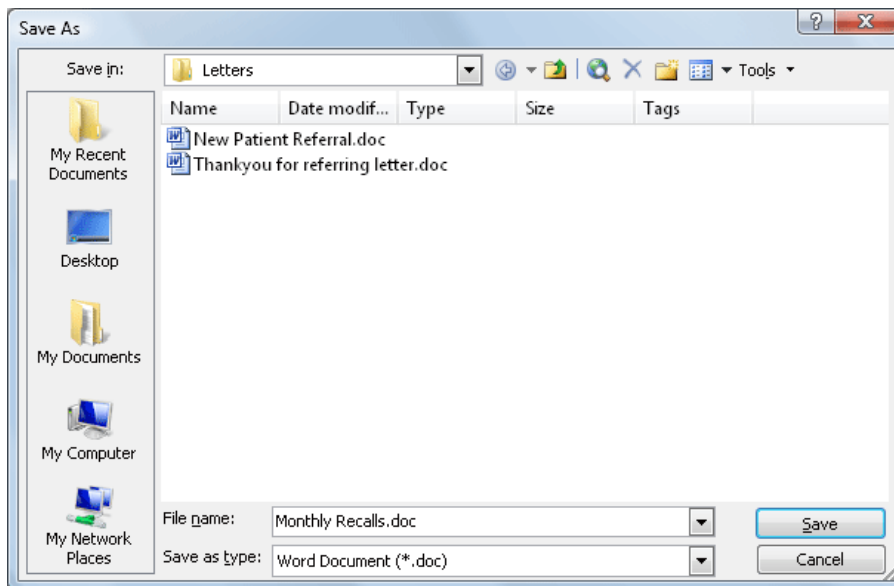 Save As
Save in:
Letters
Tools
Name Date modif... Type Size Tags
New Patient Referral.doc
Thankyou for referring letter.doc
My Recent
Documents
Desktop
My Documents
My Computer
My Network
Places
File name:
Monthly Recalls.doc
Save
Save as type:
Word Document (*.doc)
Cancel